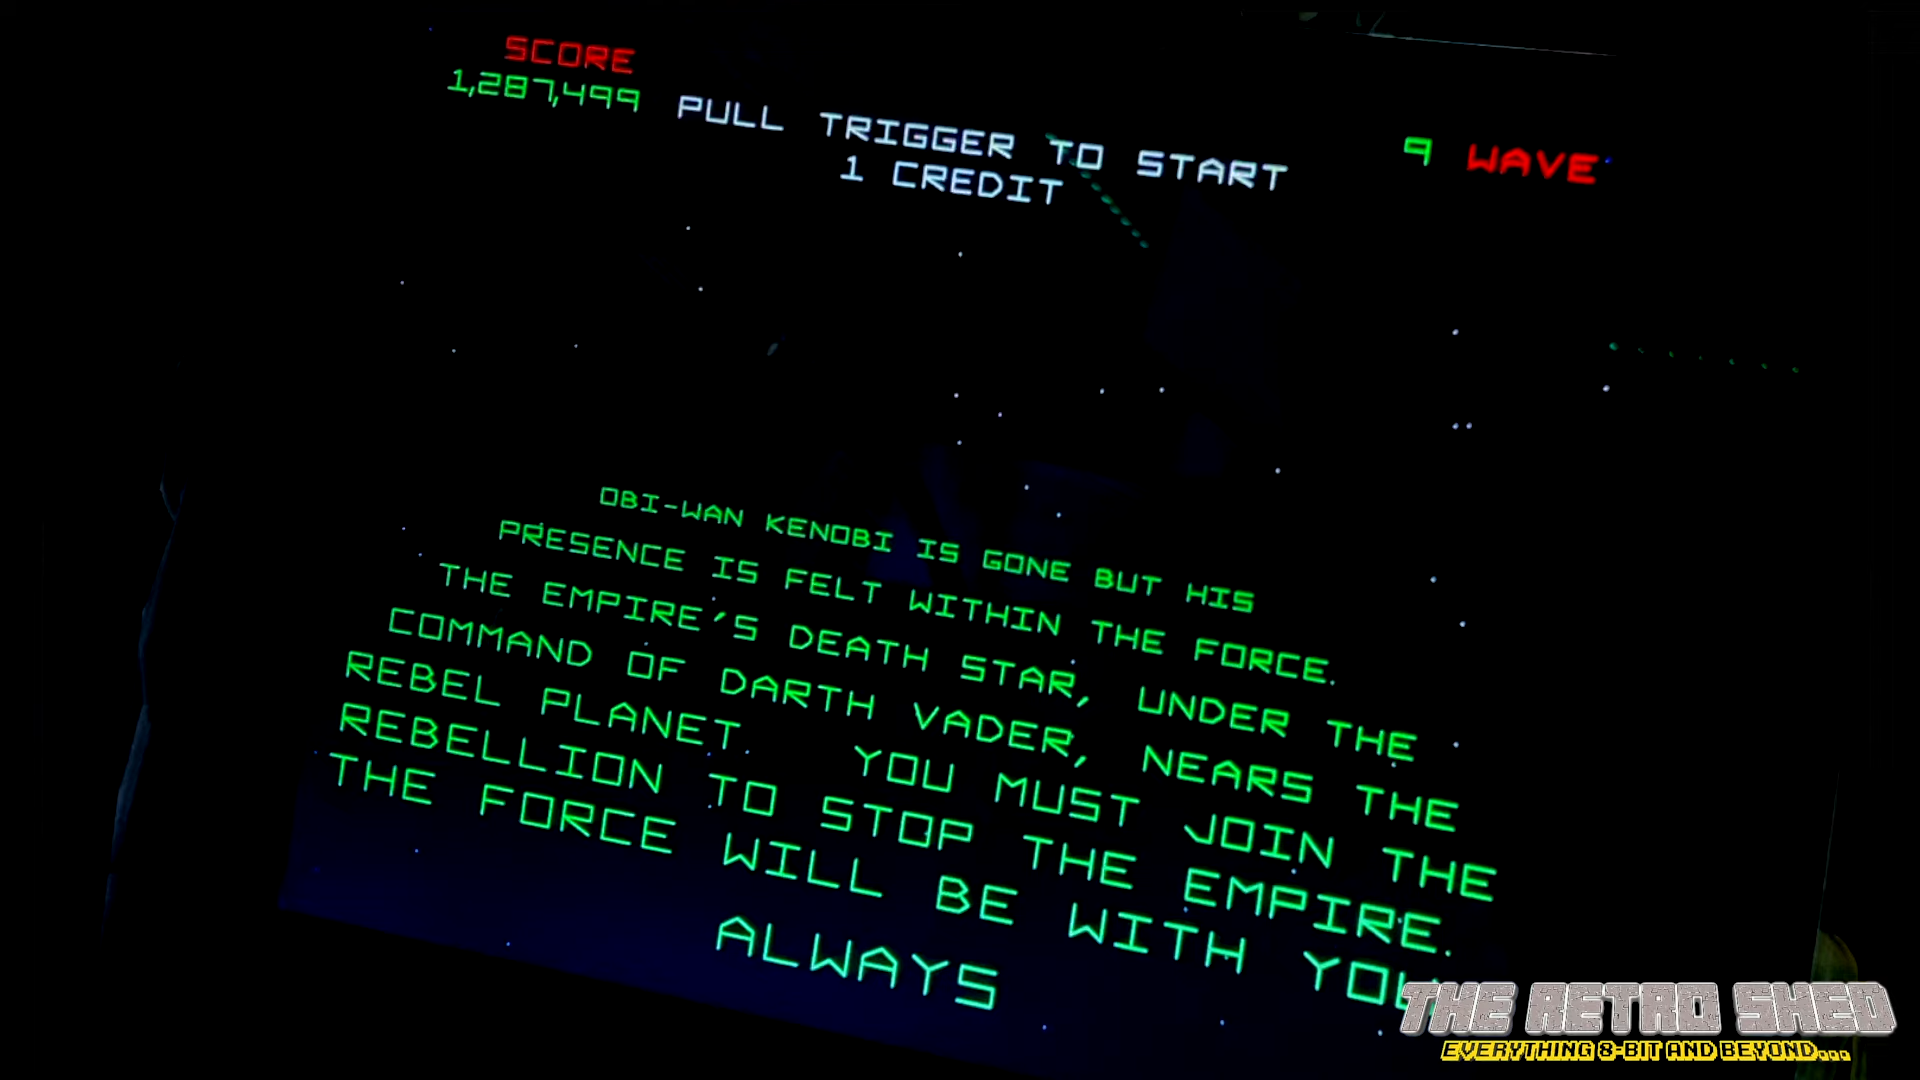 SCORE
1,287,499
PULL TRIGGER TO START
9 WAVE
1 CREDIT
OBI-WAN KENOBI IS GONE BUT HIS
PRESENCE IS FELT WITHIN THE FORCE.
THE EMPIRE'S DEATH STAR, UNDER THE
COMMAND OF DARTH VADER, NEARS THE
REBEL PLANET. YOU MUST JOIN THE
REBELLION TO STOP THE EMPIRE.
THE FORCE WILL BE WITH YOU
ALWAYS
THE RETRO SHED
EVERYTHING 8-BIT AND BEYOND...